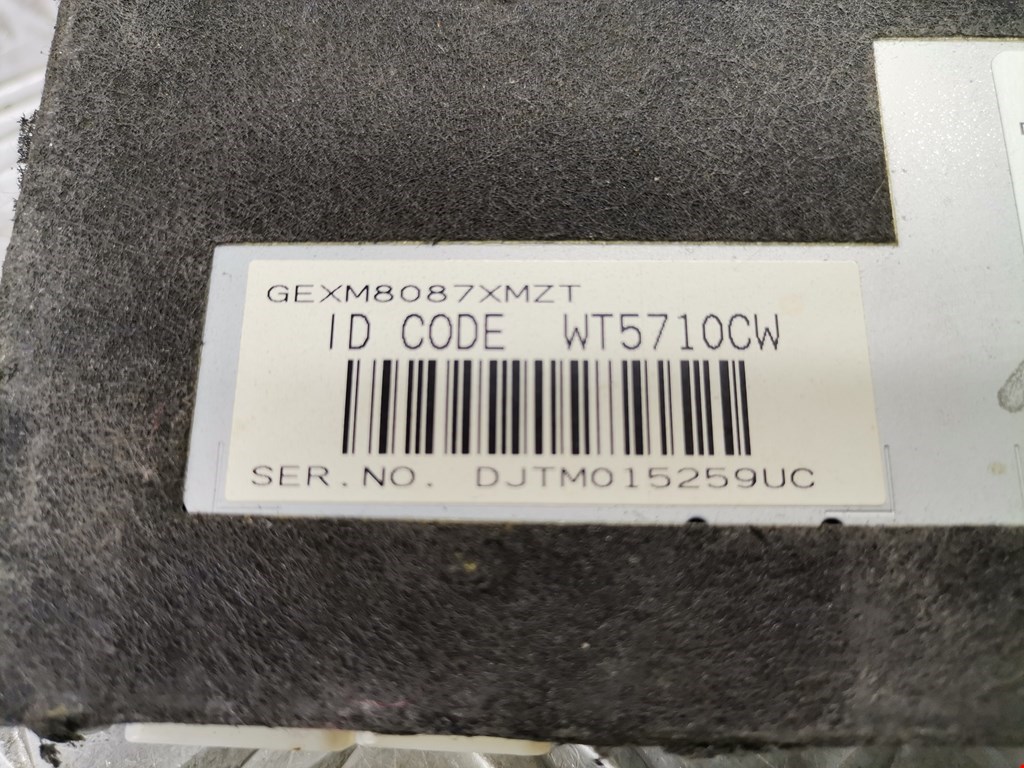 GEXM8087XMZT
ID CODE WT5710CW
SER.NO. DJTM015259UC